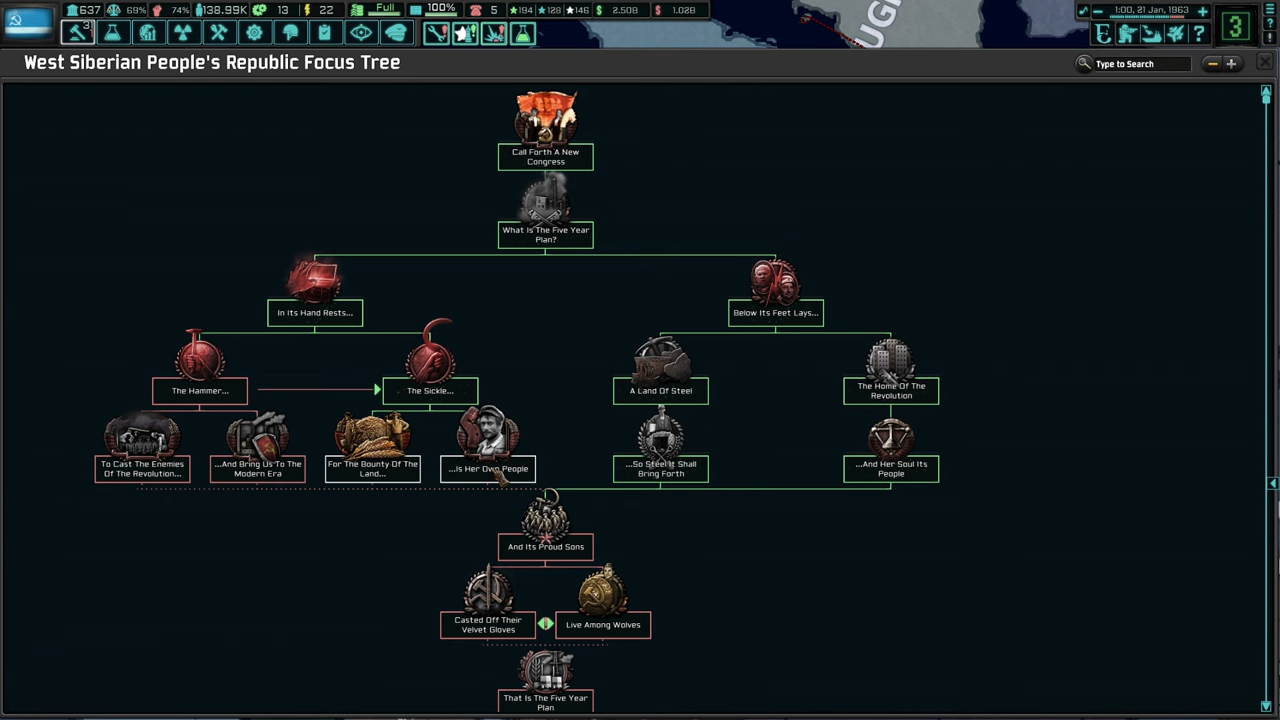 637 69% 74% 138.99K 13 22 Full 100% 5 194 128 146 $ 2.50B $ 1.02B
1:00, 21 Jan, 1963
3
3
UGI
West Siberian People's Republic Focus Tree
Type to Search
Call Forth A New
Congress
What Is The Five Year
Plan?
In Its Hand Rests...
Below Its Feet Lays...
The Hammer...
The Sickle...
A Land Of Steel
The Home Of The
Revolution
To Cast The Enemies
Of The Revolution...
...And Bring Us To The
Modern Era
For The Bounty Of The
Land...
...Is Her Own People
...So Steel It Shall
Bring Forth
...And Her Soul Its
People
And Its Proud Sons
Casted Off Their
Velvet Gloves
Live Among Wolves
That Is The Five Year
Plan